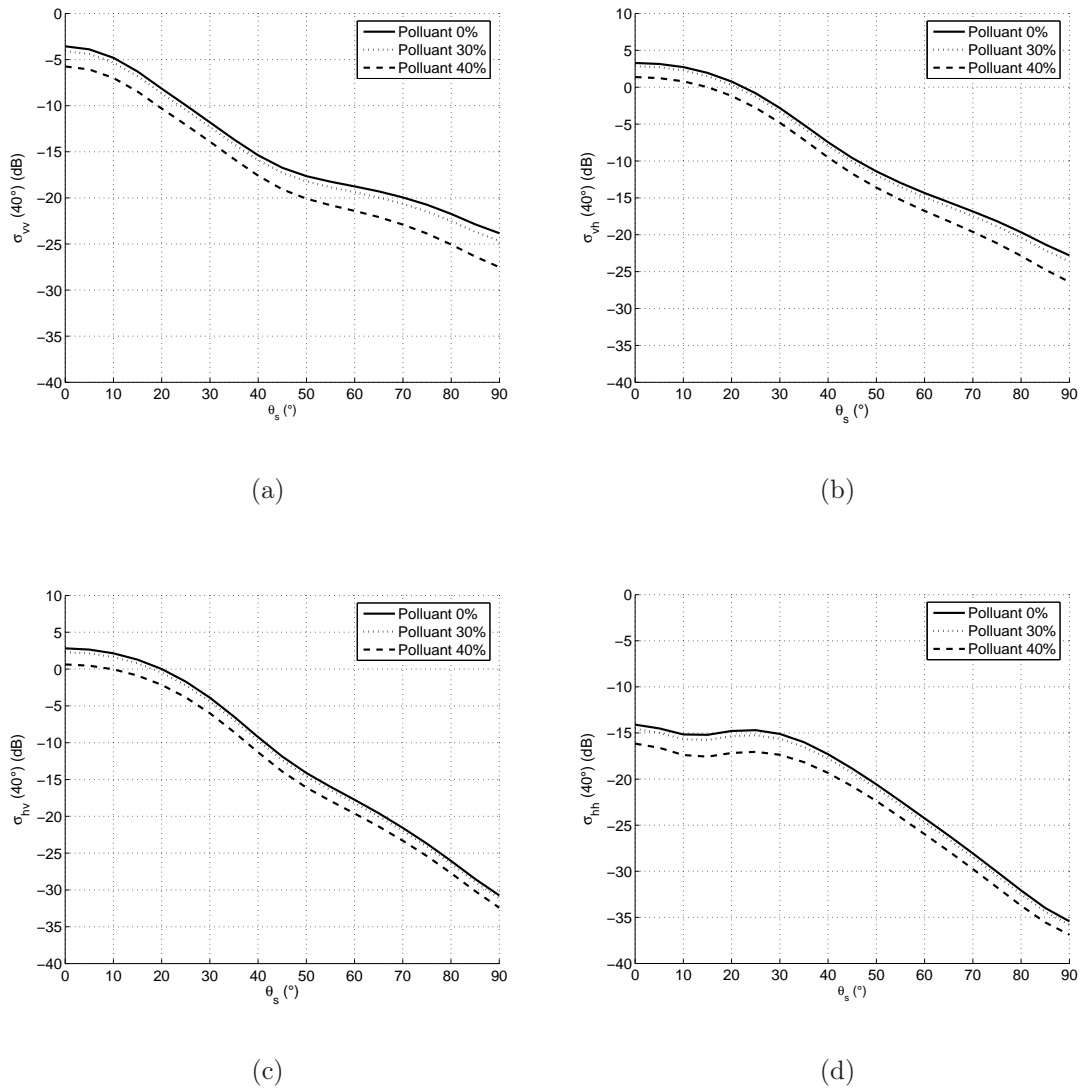 0
−5
−10
−15
−20
−25
−30
−35
−40
σvv (40°) (dB)
0 10 20 30 40 50 60 70 80 90
θs (°)
Polluant 0%
Polluant 30%
Polluant 40%
(a)
10
5
0
−5
−10
−15
−20
−25
−30
−35
−40
σvh (40°) (dB)
0 10 20 30 40 50 60 70 80 90
θs (°)
Polluant 0%
Polluant 30%
Polluant 40%
(b)
10
5
0
−5
−10
−15
−20
−25
−30
−35
−40
σhv (40°) (dB)
0 10 20 30 40 50 60 70 80 90
θs (°)
Polluant 0%
Polluant 30%
Polluant 40%
(c)
0
−5
−10
−15
−20
−25
−30
−35
−40
σhh (40°) (dB)
0 10 20 30 40 50 60 70 80 90
θs (°)
Polluant 0%
Polluant 30%
Polluant 40%
(d)